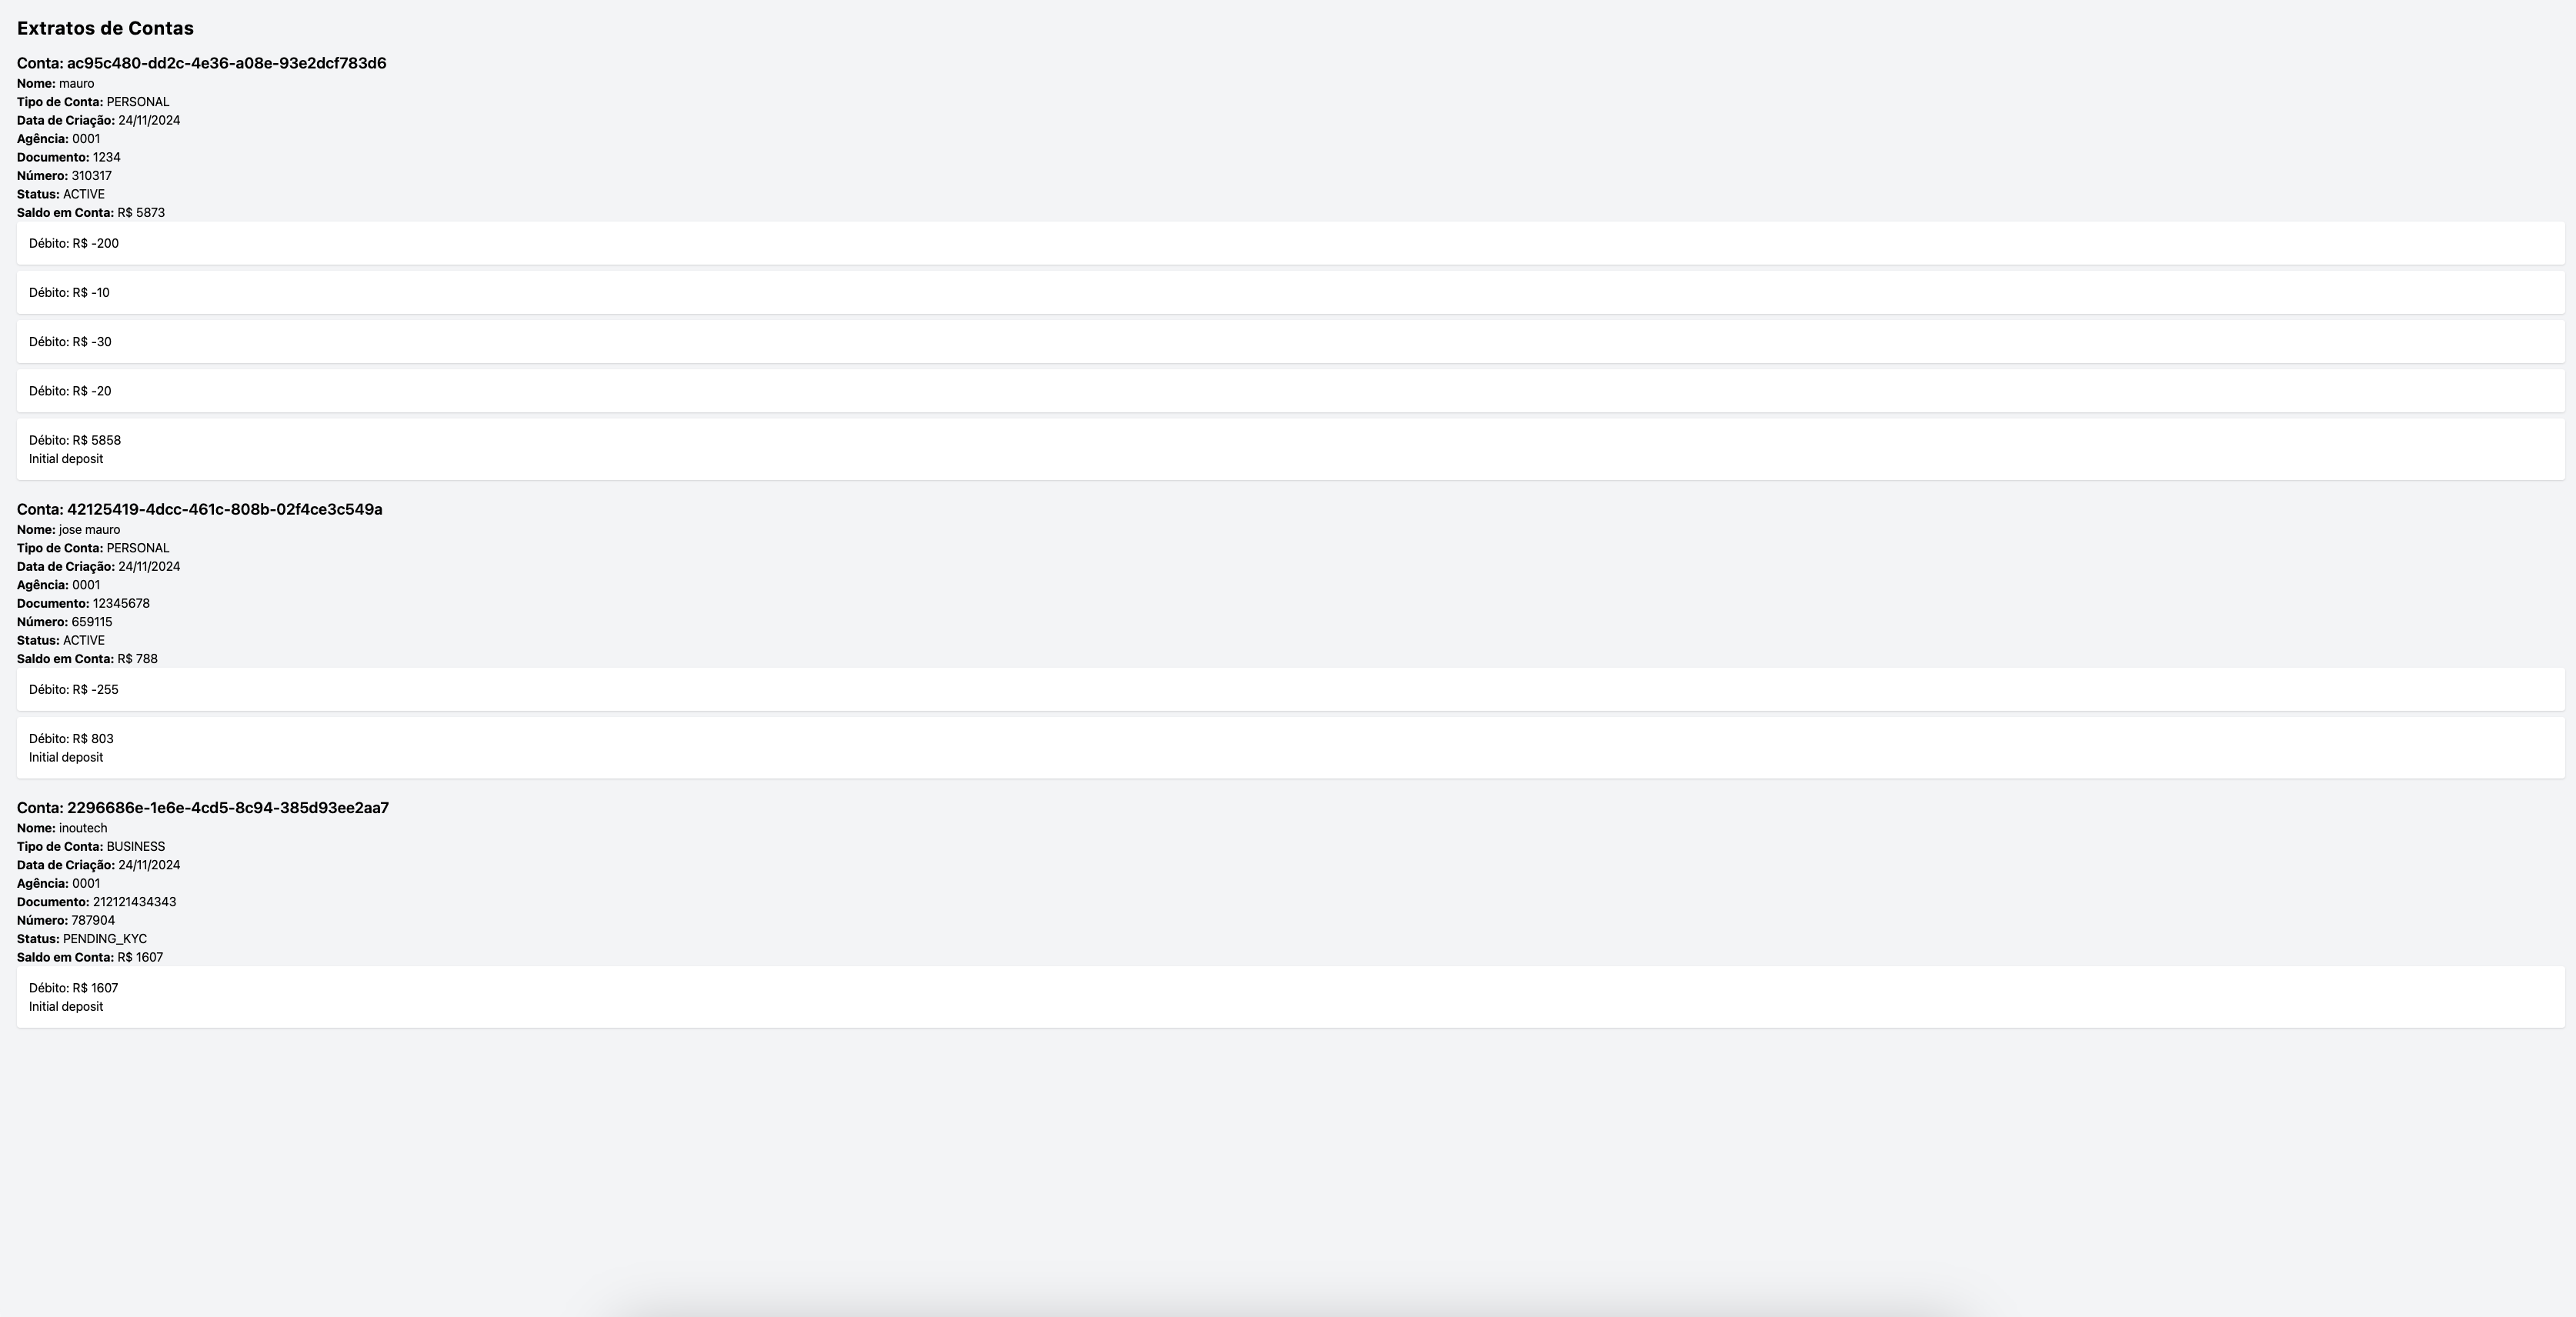 Extratos de Contas
Conta: ac95c480-dd2c-4e36-a08e-93e2dcf783d6
Nome: mauro
Tipo de Conta: PERSONAL
Data de Criação: 24/11/2024
Agência: 0001
Documento: 1234
Número: 310317
Status: ACTIVE
Saldo em Conta: R$ 5873
Débito: R$ -200
Débito: R$ -10
Débito: R$ -30
Débito: R$ -20
Débito: R$ 5858
Initial deposit
Conta: 42125419-4dcc-461c-808b-02f4ce3c549a
Nome: jose mauro
Tipo de Conta: PERSONAL
Data de Criação: 24/11/2024
Agência: 0001
Documento: 12345678
Número: 659115
Status: ACTIVE
Saldo em Conta: R$ 788
Débito: R$ -255
Débito: R$ 803
Initial deposit
Conta: 2296686e-1e6e-4cd5-8c94-385d93ee2aa7
Nome: inoutech
Tipo de Conta: BUSINESS
Data de Criação: 24/11/2024
Agência: 0001
Documento: 212121434343
Número: 787904
Status: PENDING_KYC
Saldo em Conta: R$ 1607
Débito: R$ 1607
Initial deposit